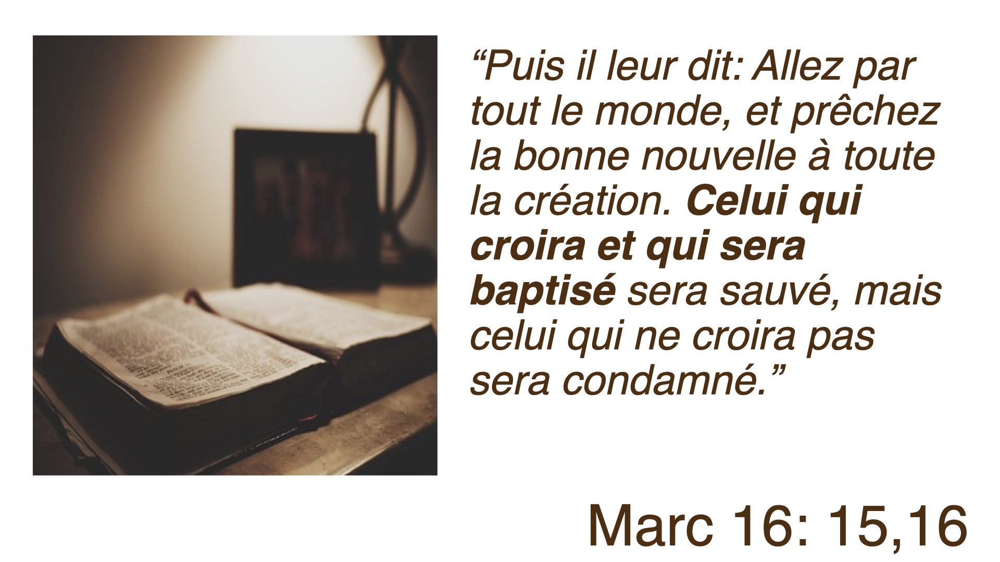 “Puis il leur dit: Allez par
tout le monde, et prêchez
la bonne nouvelle à toute
la création. Celui qui
croira et qui sera
baptisé sera sauvé, mais
celui qui ne croira pas
sera condamné.”
Marc 16: 15,16